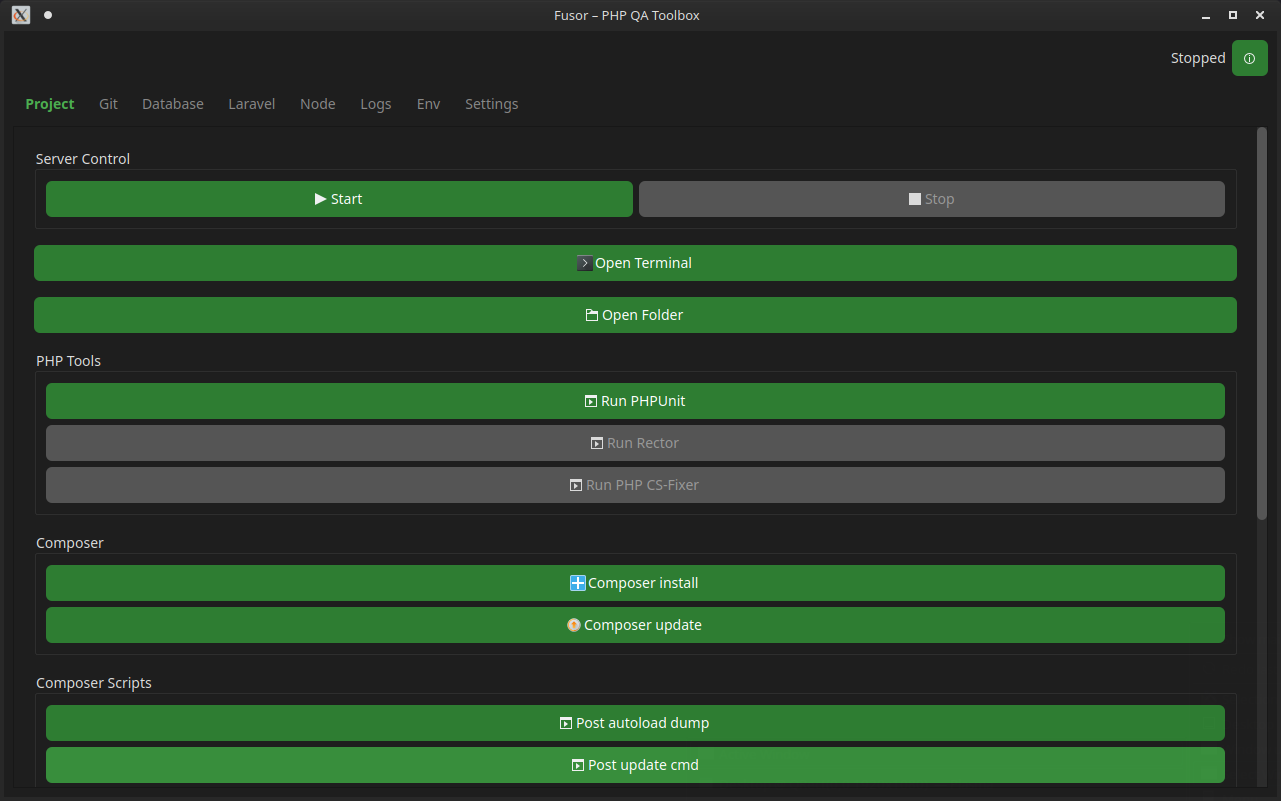 Fusor – PHP QA Toolbox
Stopped
Project Git Database Laravel Node Logs Env Settings
Server Control
Start Stop
Open Terminal
Open Folder
PHP Tools
Run PHPUnit
Run Rector
Run PHP CS-Fixer
Composer
Composer install
Composer update
Composer Scripts
Post autoload dump
Post update cmd